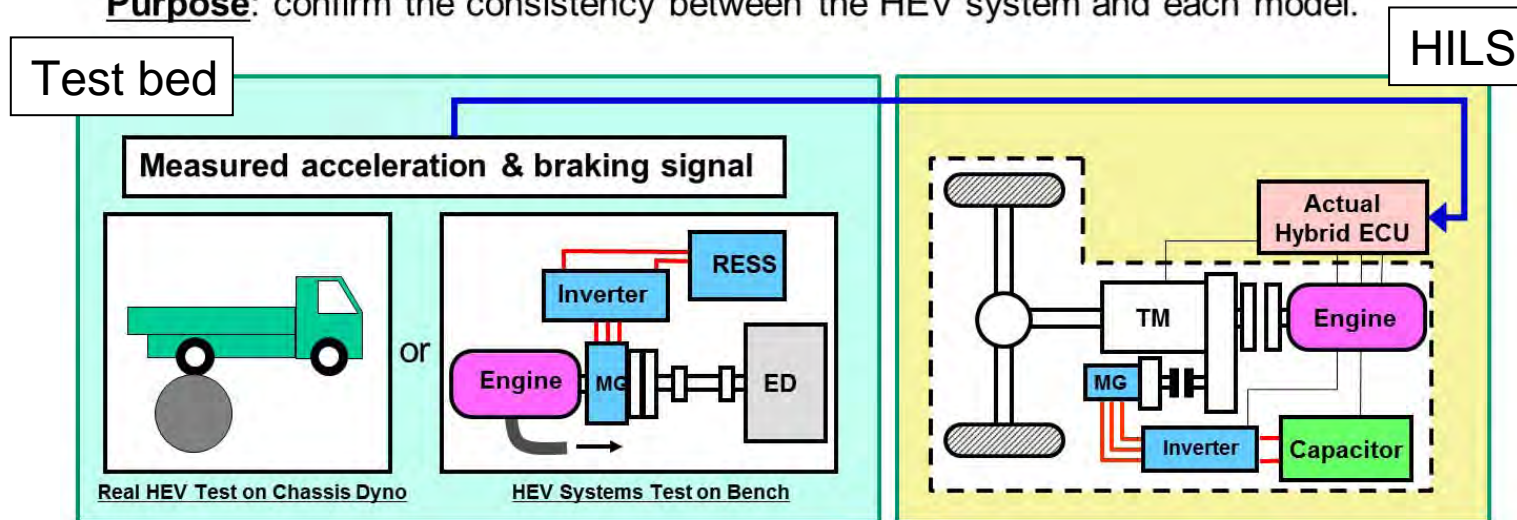 Purpose: confirm the consistency between the HEV system and each model.
Test bed
HILS
Measured acceleration & braking signal
RESS
Inverter
or
Engine
MG
ED
Real HEV Test on Chassis Dyno
HEV Systems Test on Bench
Actual
Hybrid ECU
TM
Engine
MG
Inverter
Capacitor